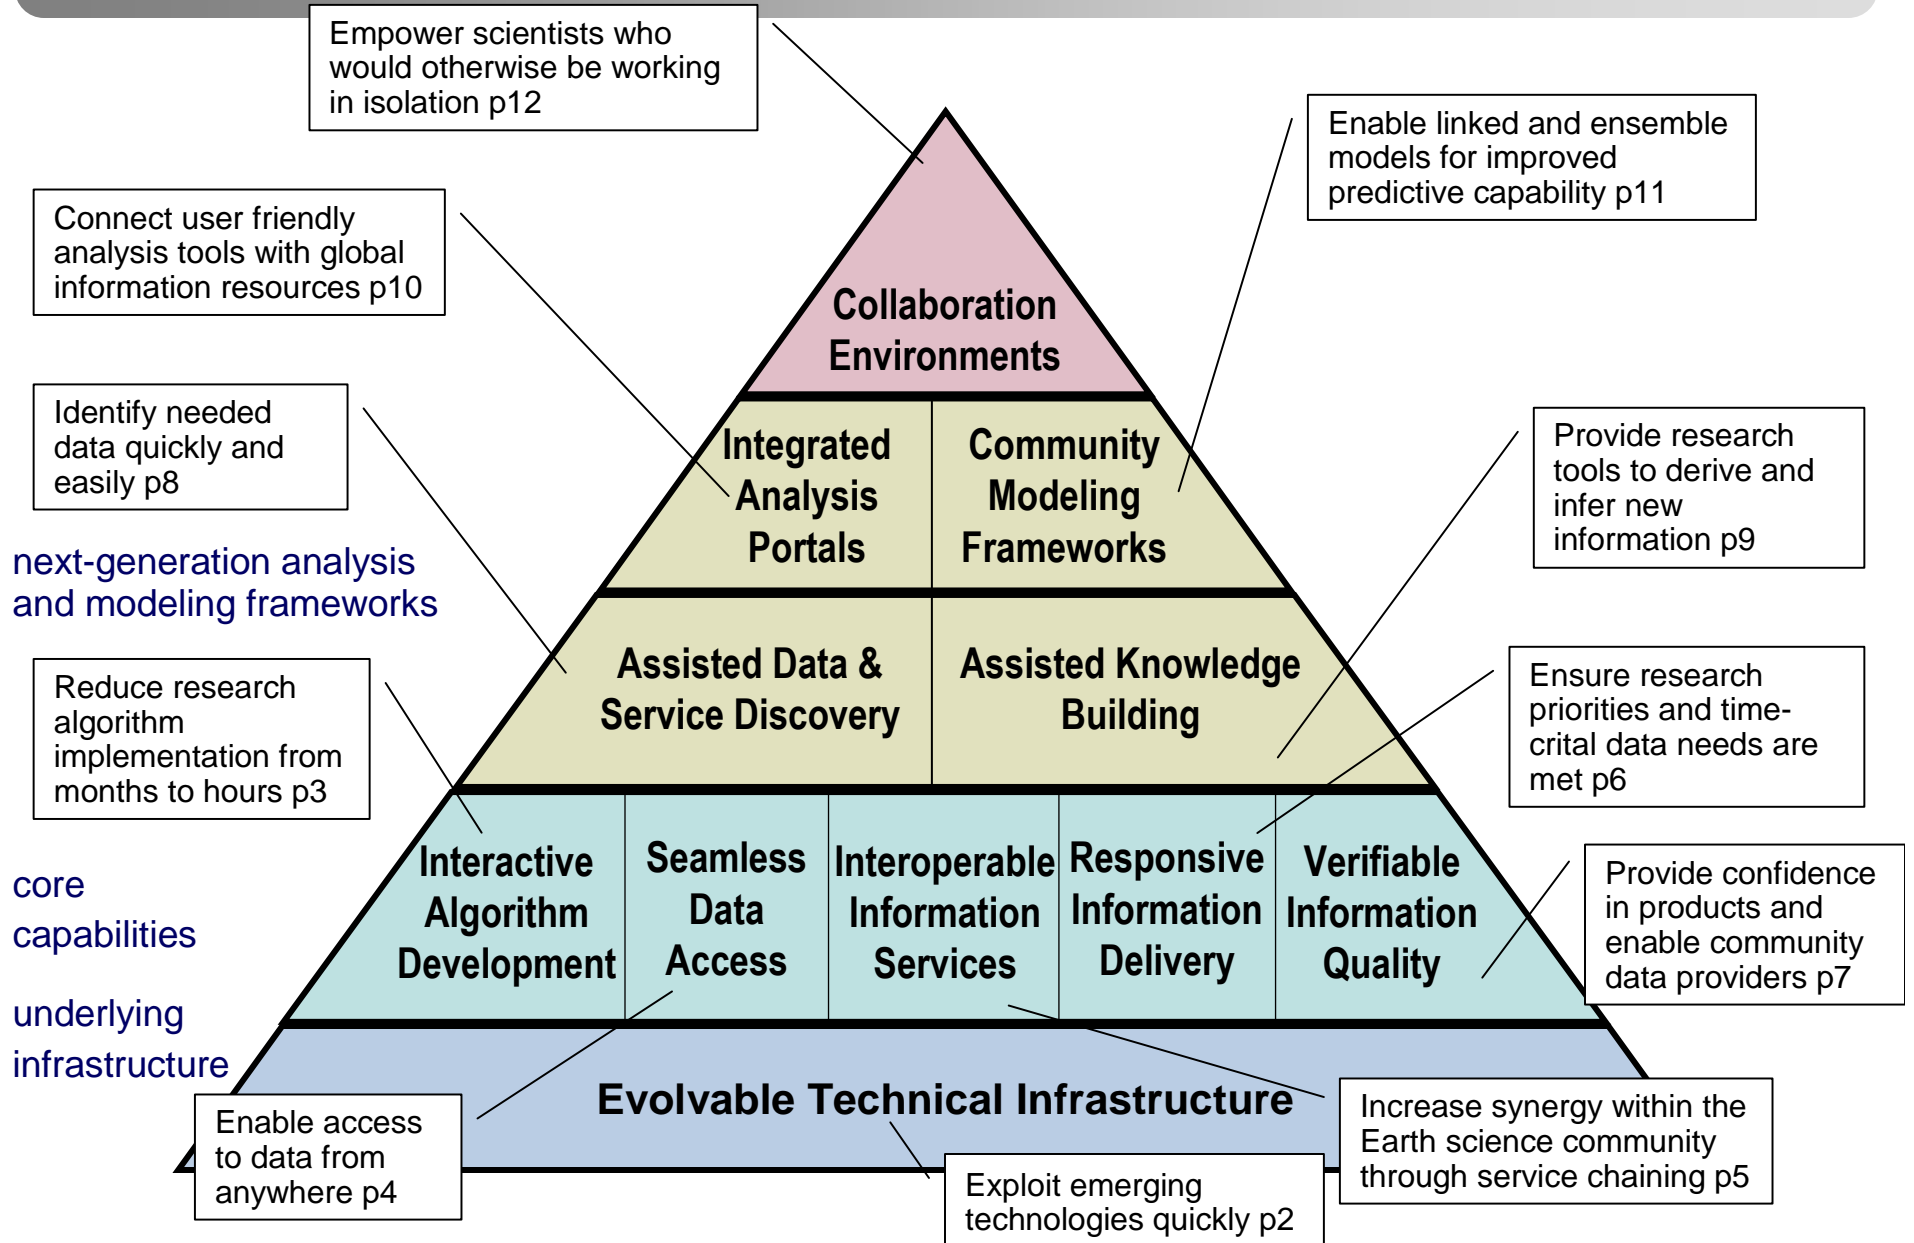 Empower scientists who
would otherwise be working
in isolation p12
Enable linked and ensemble
models for improved
predictive capability p11
Connect user friendly
analysis tools with global
information resources p10
Collaboration
Environments
Identify needed
data quickly and
easily p8
Integrated
Analysis
Portals
Community
Modeling
Frameworks
Provide research
tools to derive and
infer new
information p9
next-generation analysis
and modeling frameworks
Assisted Data &
Service Discovery
Assisted Knowledge
Building
Reduce research
algorithm
implementation from
months to hours p3
Ensure research
priorities and time-
crital data needs are
met p6
core
capabilities
Interactive
Algorithm
Development
Seamless
Data
Access
Interoperable
Information
Services
Responsive
Information
Delivery
Verifiable
Information
Quality
Provide confidence
in products and
enable community
data providers p7
underlying
infrastructure
Evolvable Technical Infrastructure
Enable access
to data from
anywhere p4
Exploit emerging
technologies quickly p2
Increase synergy within the
Earth science community
through service chaining p5